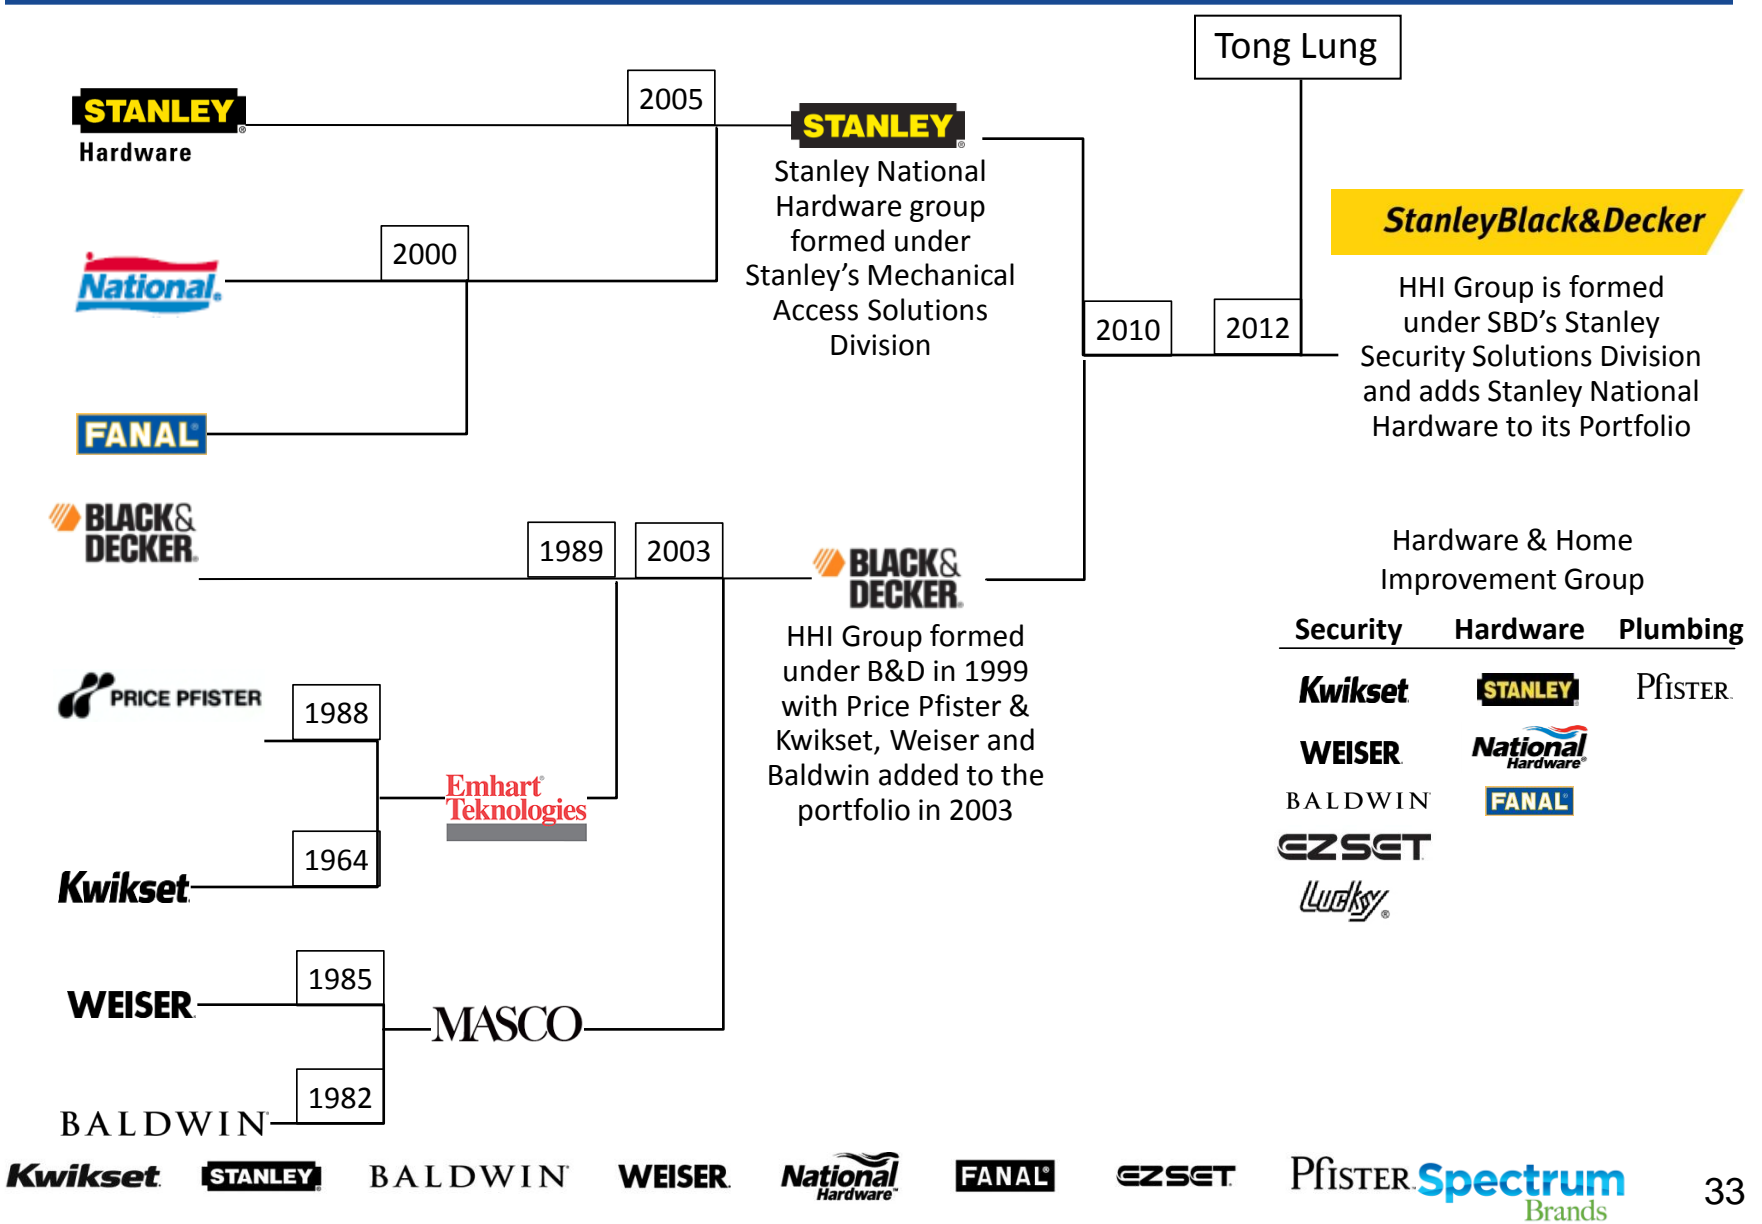 Tong Lung
STANLEY®
Hardware
2005
STANLEY®
Stanley National
Hardware group
formed under
Stanley's Mechanical
Access Solutions
Division
National®
2000
FANAL®
2010
2012
StanleyBlack&Decker
HHI Group is formed
under SBD's Stanley
Security Solutions Division
and adds Stanley National
Hardware to its Portfolio
BLACK&
DECKER®
1989
2003
BLACK&
DECKER®
HHI Group formed
under B&D in 1999
with Price Pfister &
Kwikset, Weiser and
Baldwin added to the
portfolio in 2003
PRICE PFISTER
1988
Emhart®
Teknologies
1964
Kwikset
WEISER
1985
MASCO
1982
BALDWIN
Hardware & Home
Improvement Group
Security Hardware Plumbing
Kwikset STANLEY® Pfister
WEISER National
Hardware®
BALDWIN FANAL®
EZSET
Lucky®
Kwikset STANLEY BALDWIN WEISER National FANAL® EZSET Pfister Spectrum
Hardware™ Brands
33